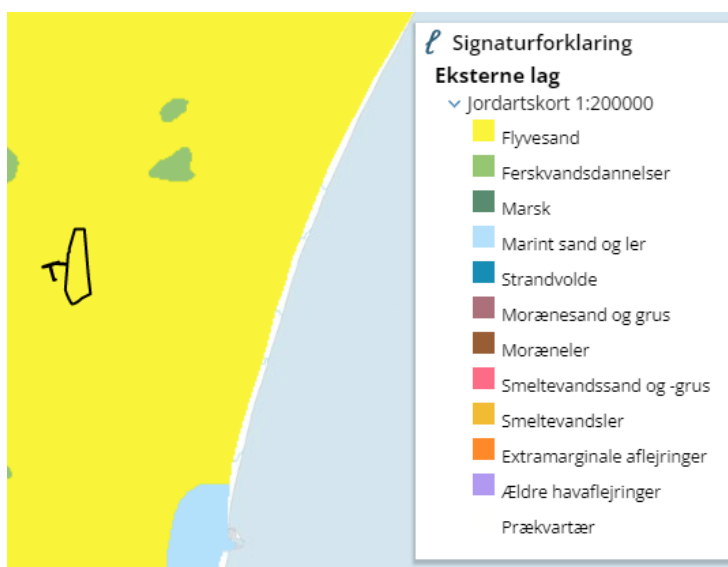 Signaturforklaring
Eksterne lag
Jordartskort 1:200000
Flyvesand
Ferskvandsdannelser
Marsk
Marint sand og ler
Strandvolde
Morænesand og grus
Moræneler
Smeltevandssand og -grus
Smeltevandsler
Extramarginale aflejringer
Ældre havaflejringer
Prækvartær